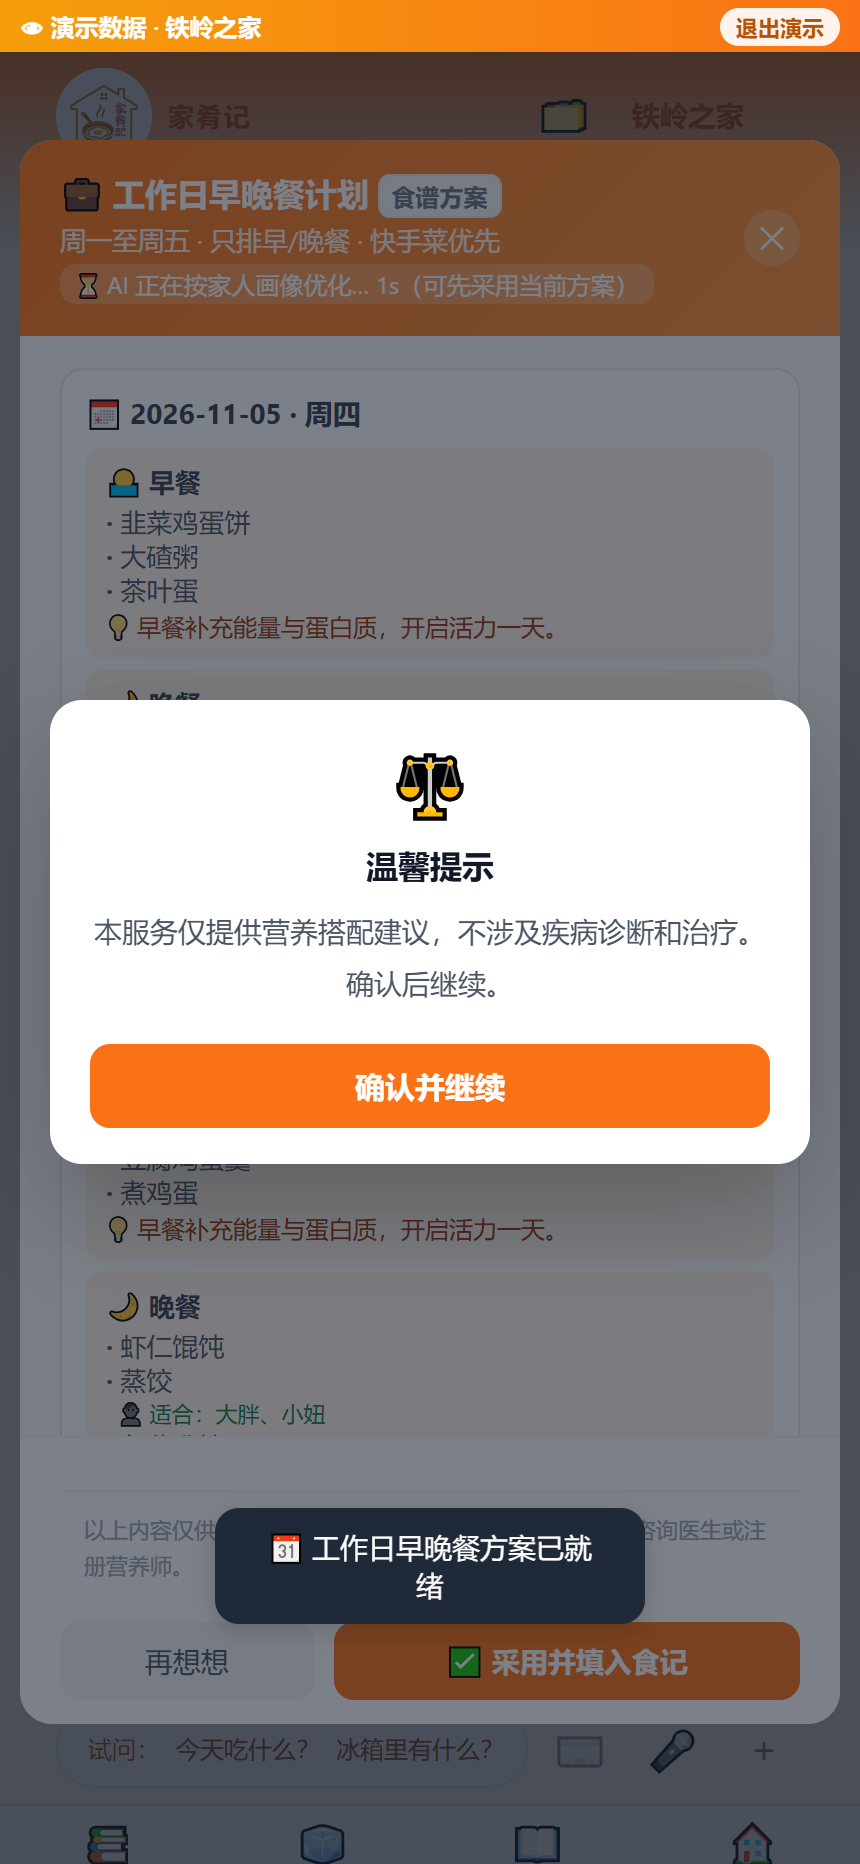 演示数据 · 铁岭之家
退出演示
家肴记
铁岭之家
工作日早晚餐计划 食谱方案
周一至周五 · 只排早/晚餐 · 快手菜优先
AI 正在按家人画像优化... 1s（可先采用当前方案）
2026-11-05 · 周四
早餐
· 韭菜鸡蛋饼
· 大碴粥
· 茶叶蛋
早餐补充能量与蛋白质，开启活力一天。
晚餐
温馨提示
本服务仅提供营养搭配建议，不涉及疾病诊断和治疗。
确认后继续。
确认并继续
· 煮鸡蛋
早餐补充能量与蛋白质，开启活力一天。
晚餐
· 虾仁馄饨
· 蒸饺
适合：大胖、小妞
以上内容仅供
咨询医生或注
册营养师。
31 工作日早晚餐方案已就
绪
再想想
采用并填入食记
试问： 今天吃什么？ 冰箱里有什么？